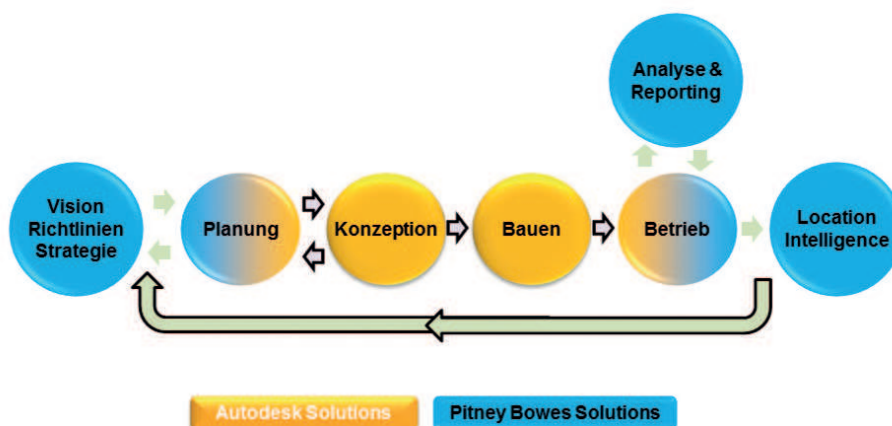 Analyse &
Reporting
Vision
Richtlinien
Strategie
Planung
Konzeption
Bauen
Betrieb
Location
Intelligence
Autodesk Solutions
Pitney Bowes Solutions